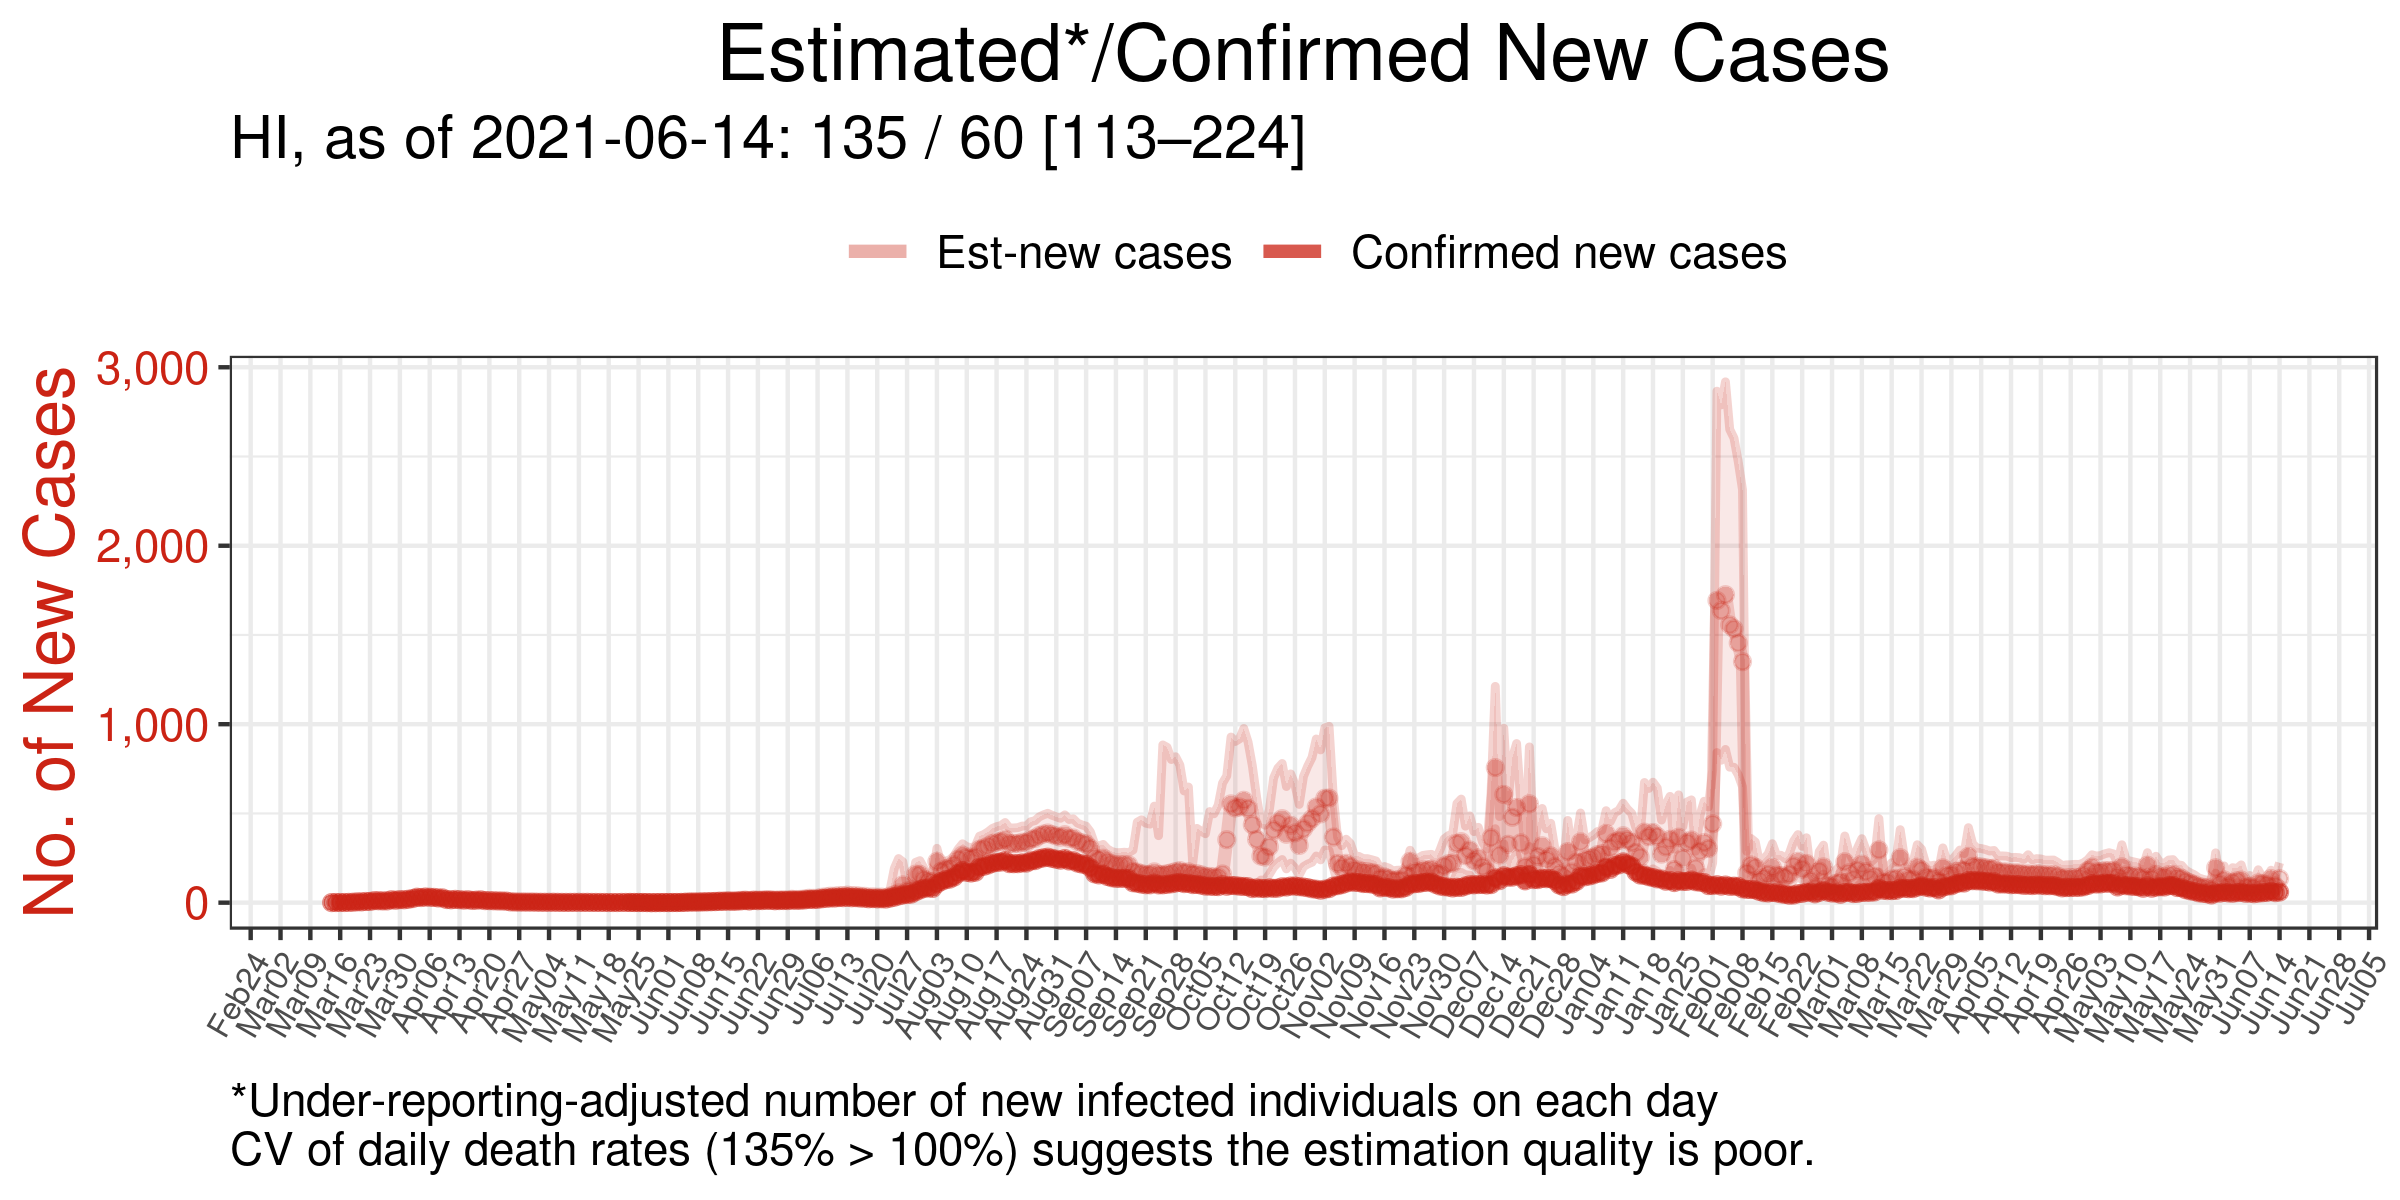 Estimated*/Confirmed New Cases
HI, as of 2021-06-14: 135 / 60 [113–224]
Est-new cases
Confirmed new cases
No. of New Cases
3,000
2,000
1,000
0
Feb24
Mar02
Mar09
Mar16
Mar23
Mar30
Apr06
Apr13
Apr20
Apr27
May04
May11
May18
May25
Jun01
Jun08
Jun15
Jun22
Jun29
Jul06
Jul13
Jul20
Jul27
Aug03
Aug10
Aug17
Aug24
Aug31
Sep07
Sep14
Sep21
Sep28
Oct05
Oct12
Oct19
Oct26
Nov02
Nov09
Nov16
Nov23
Nov30
Dec07
Dec14
Dec21
Dec28
Jan04
Jan11
Jan18
Jan25
Feb01
Feb08
Feb15
Feb22
Mar01
Mar08
Mar15
Mar22
Mar29
Apr05
Apr12
Apr19
Apr26
May03
May10
May17
May24
May31
Jun07
Jun14
Jun21
Jun28
Jul05
*Under-reporting-adjusted number of new infected individuals on each day
CV of daily death rates (135% > 100%) suggests the estimation quality is poor.